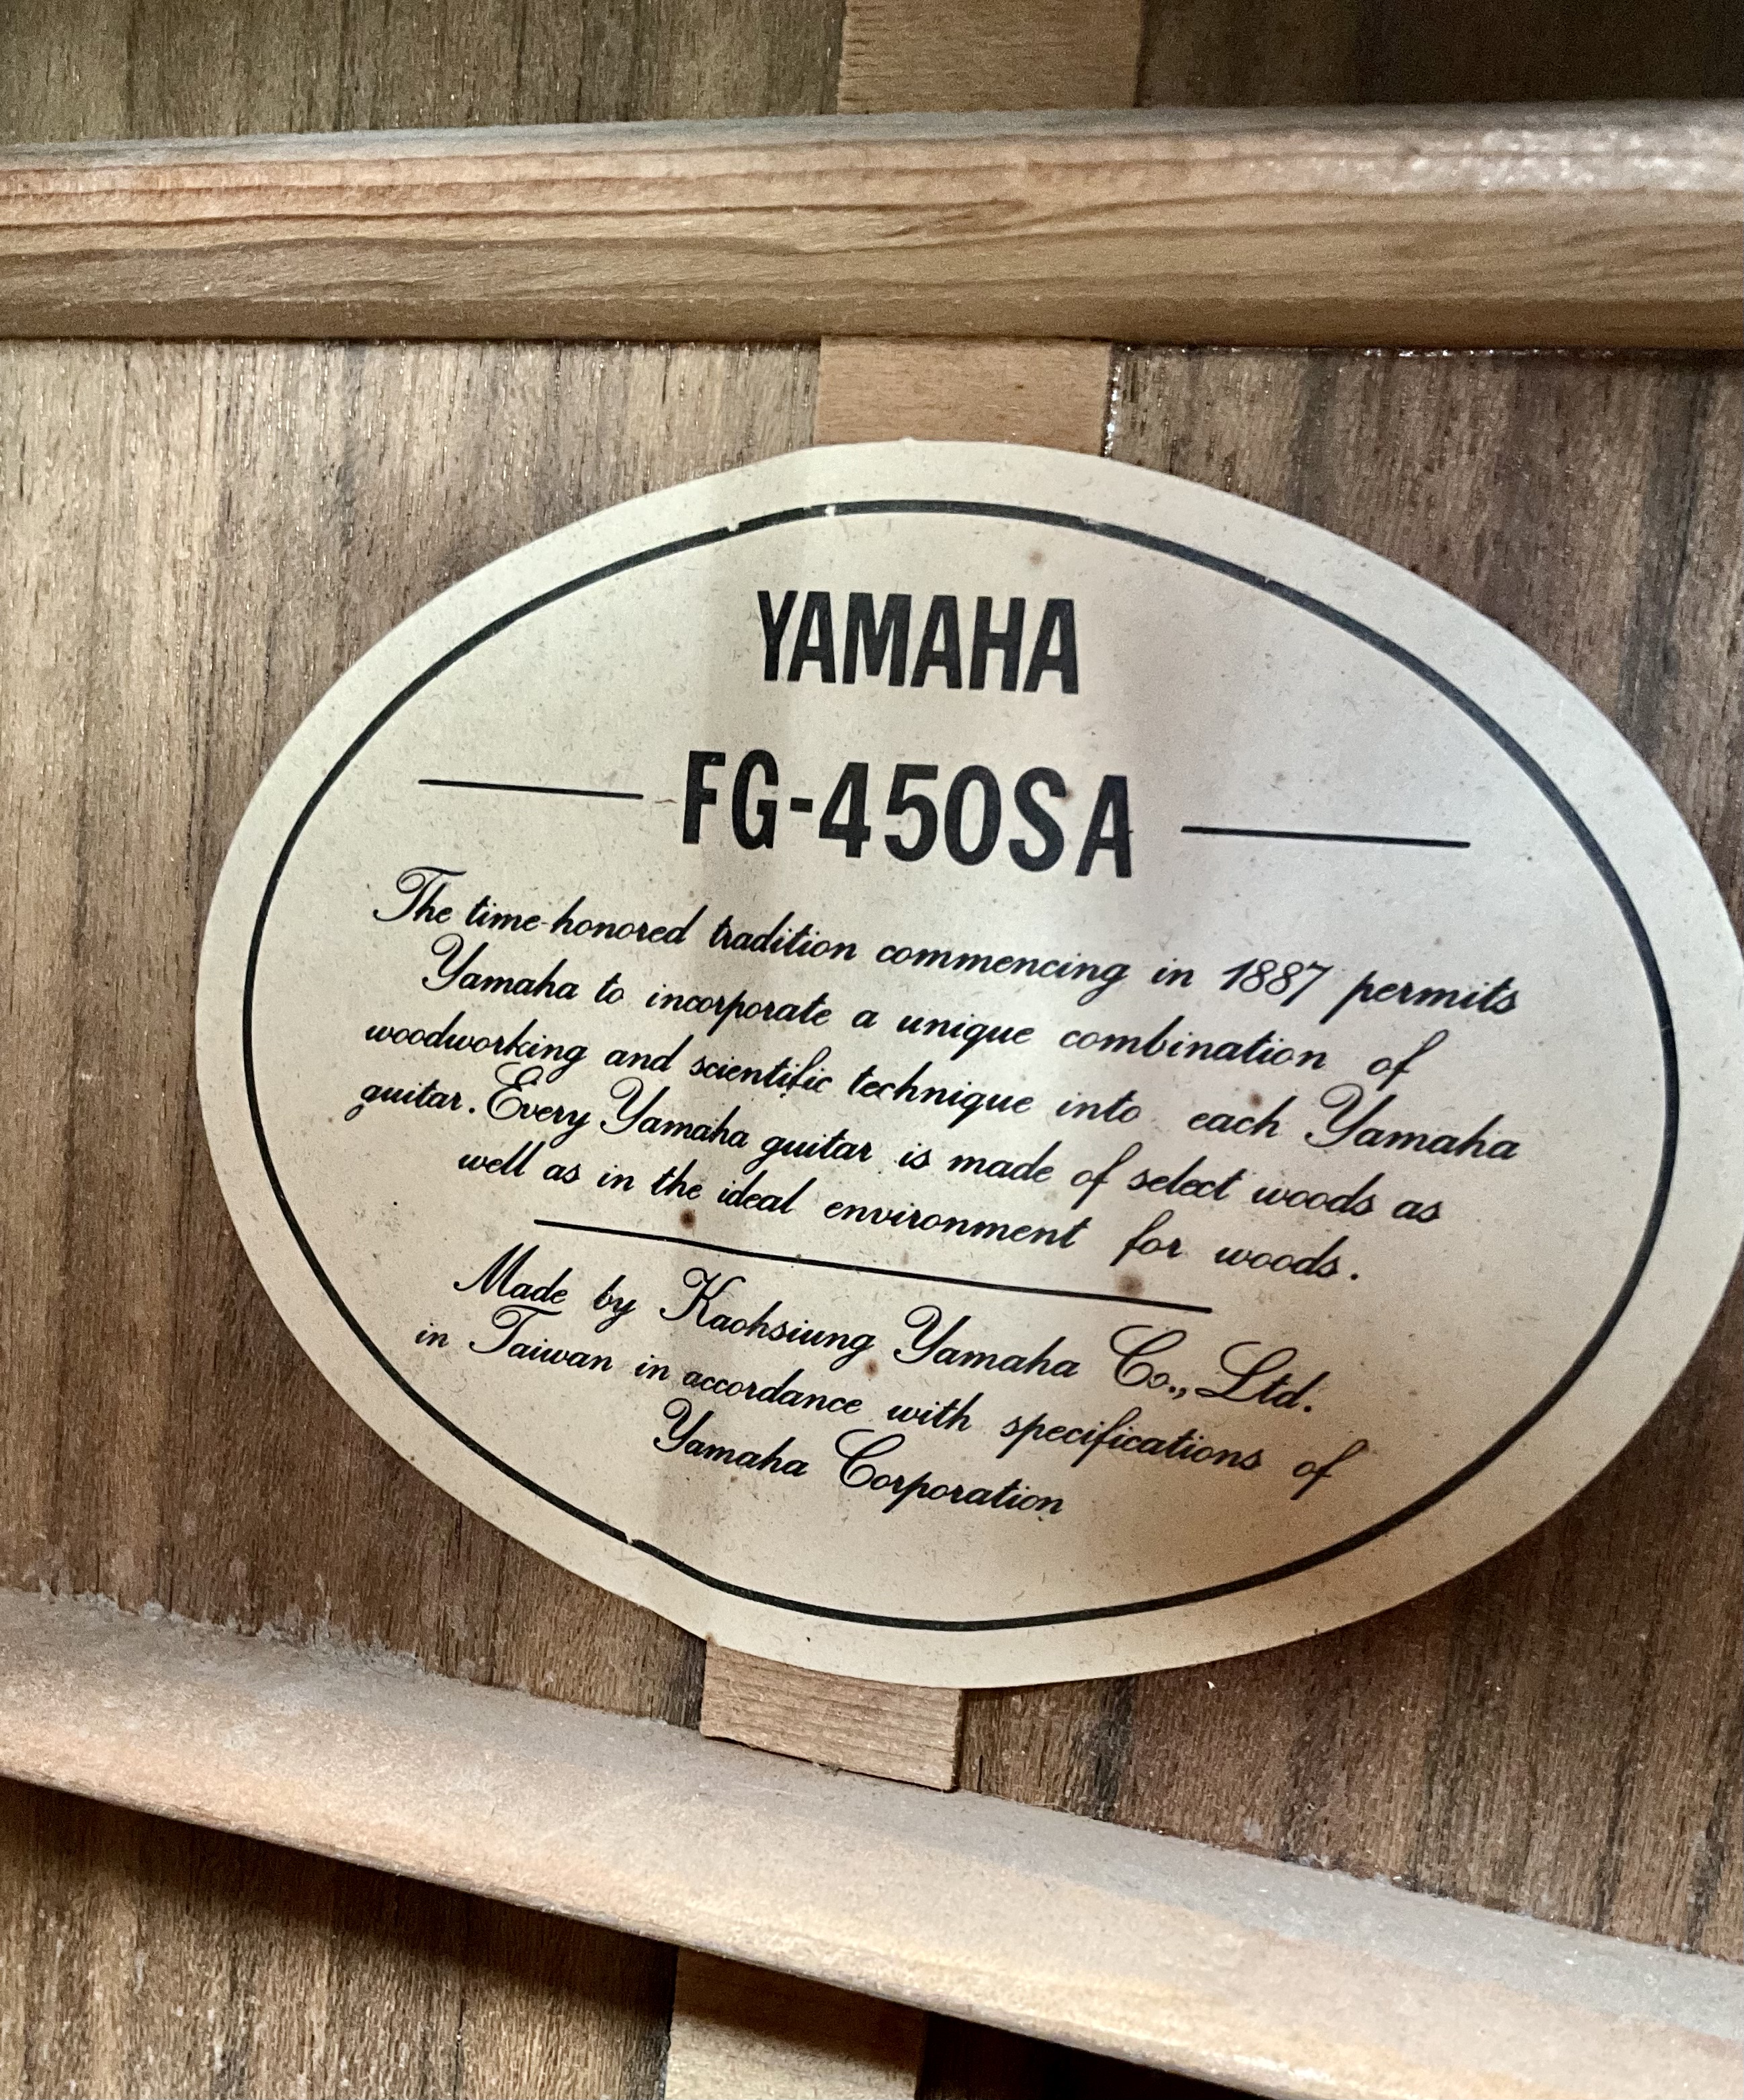 YAMAHA
FG-450SA
The time-honored tradition commencing in 1887 permits
Yamaha to incorporate a unique combination of
woodworking and scientific technique into each Yamaha
guitar. Every Yamaha guitar is made of select woods as
well as in the ideal environment for woods.
Made by Kaohsiung Yamaha Co., Ltd.
in Taiwan in accordance with specifications of
Yamaha Corporation